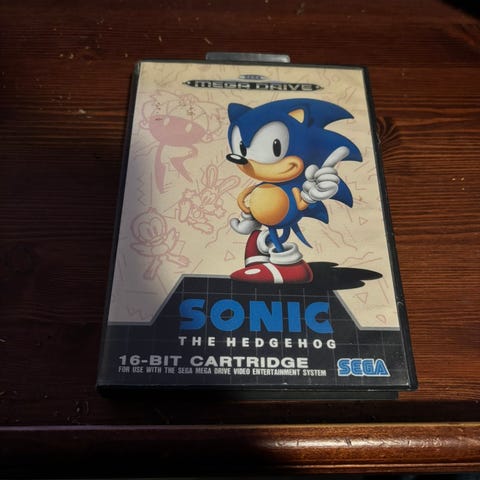 SEGA
MEGA DRIVE
SONIC
THE HEDGEHOG
16-BIT CARTRIDGE
FOR USE WITH THE SEGA MEGA DRIVE VIDEO ENTERTAINMENT SYSTEM
SEGA